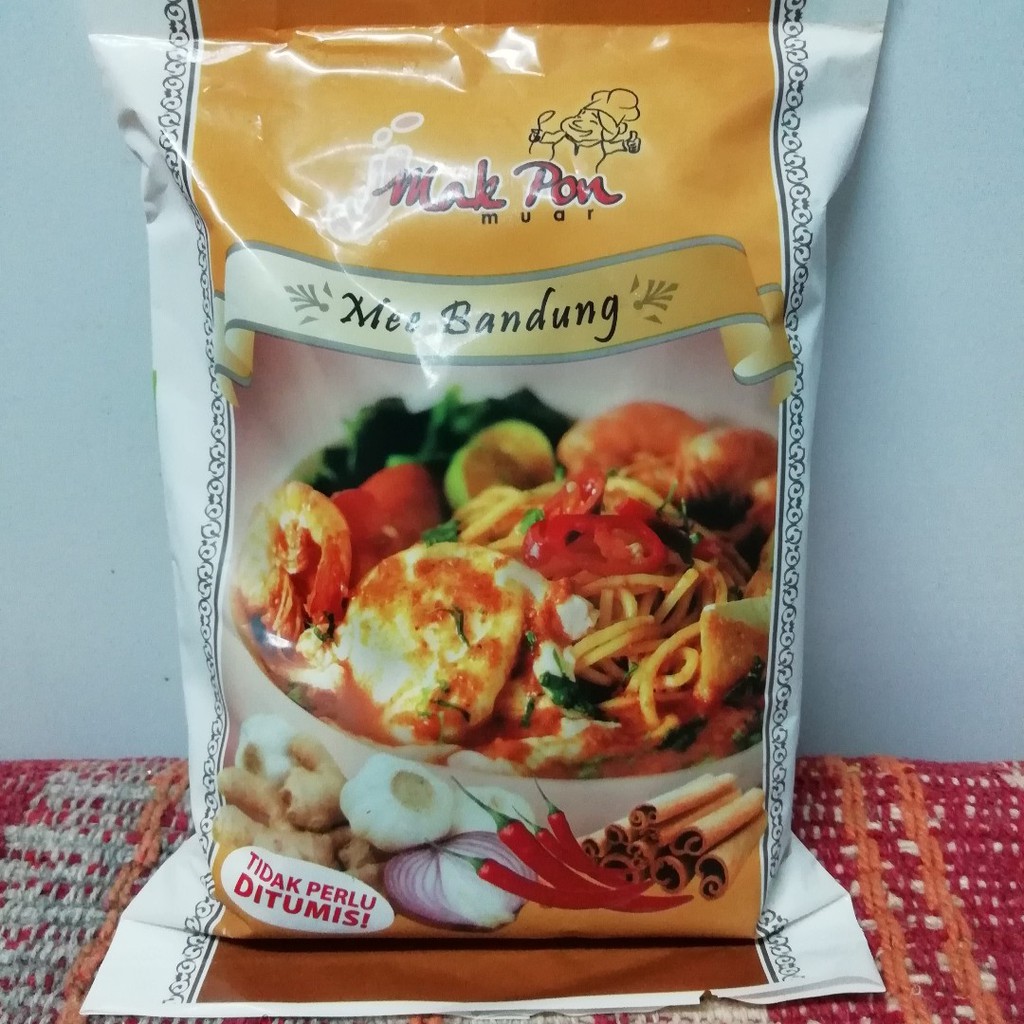 Mak Pon
muar
Mee Bandung
TIDAK PERLU
DITUMIS!